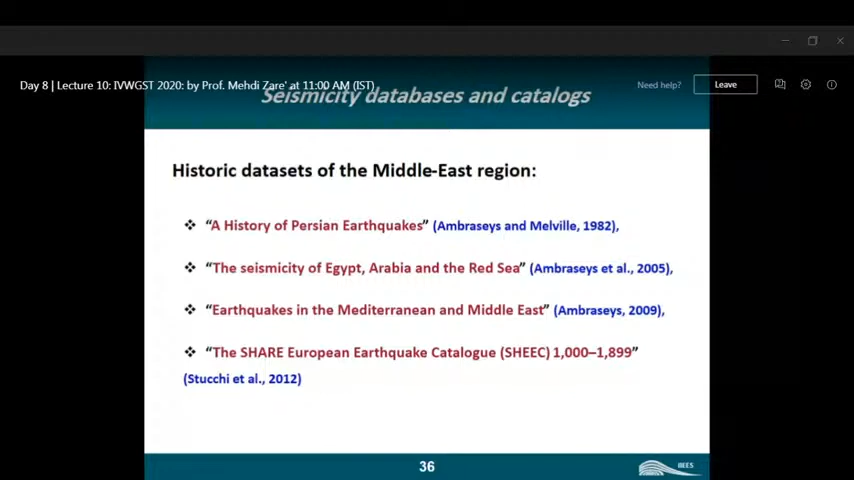 Day 8 | Lecture 10: IVWGST 2020: by Prof. Mehdi Zare' at 11:00 AM (IST)
Need help?
Leave
Seismicity databases and catalogs
Historic datasets of the Middle-East region:
❖ “A History of Persian Earthquakes” (Ambraseys and Melville, 1982),
❖ “The seismicity of Egypt, Arabia and the Red Sea” (Ambraseys et al., 2005),
❖ “Earthquakes in the Mediterranean and Middle East” (Ambraseys, 2009),
❖ “The SHARE European Earthquake Catalogue (SHEEC) 1,000–1,899”
(Stucchi et al., 2012)
36
IIEES